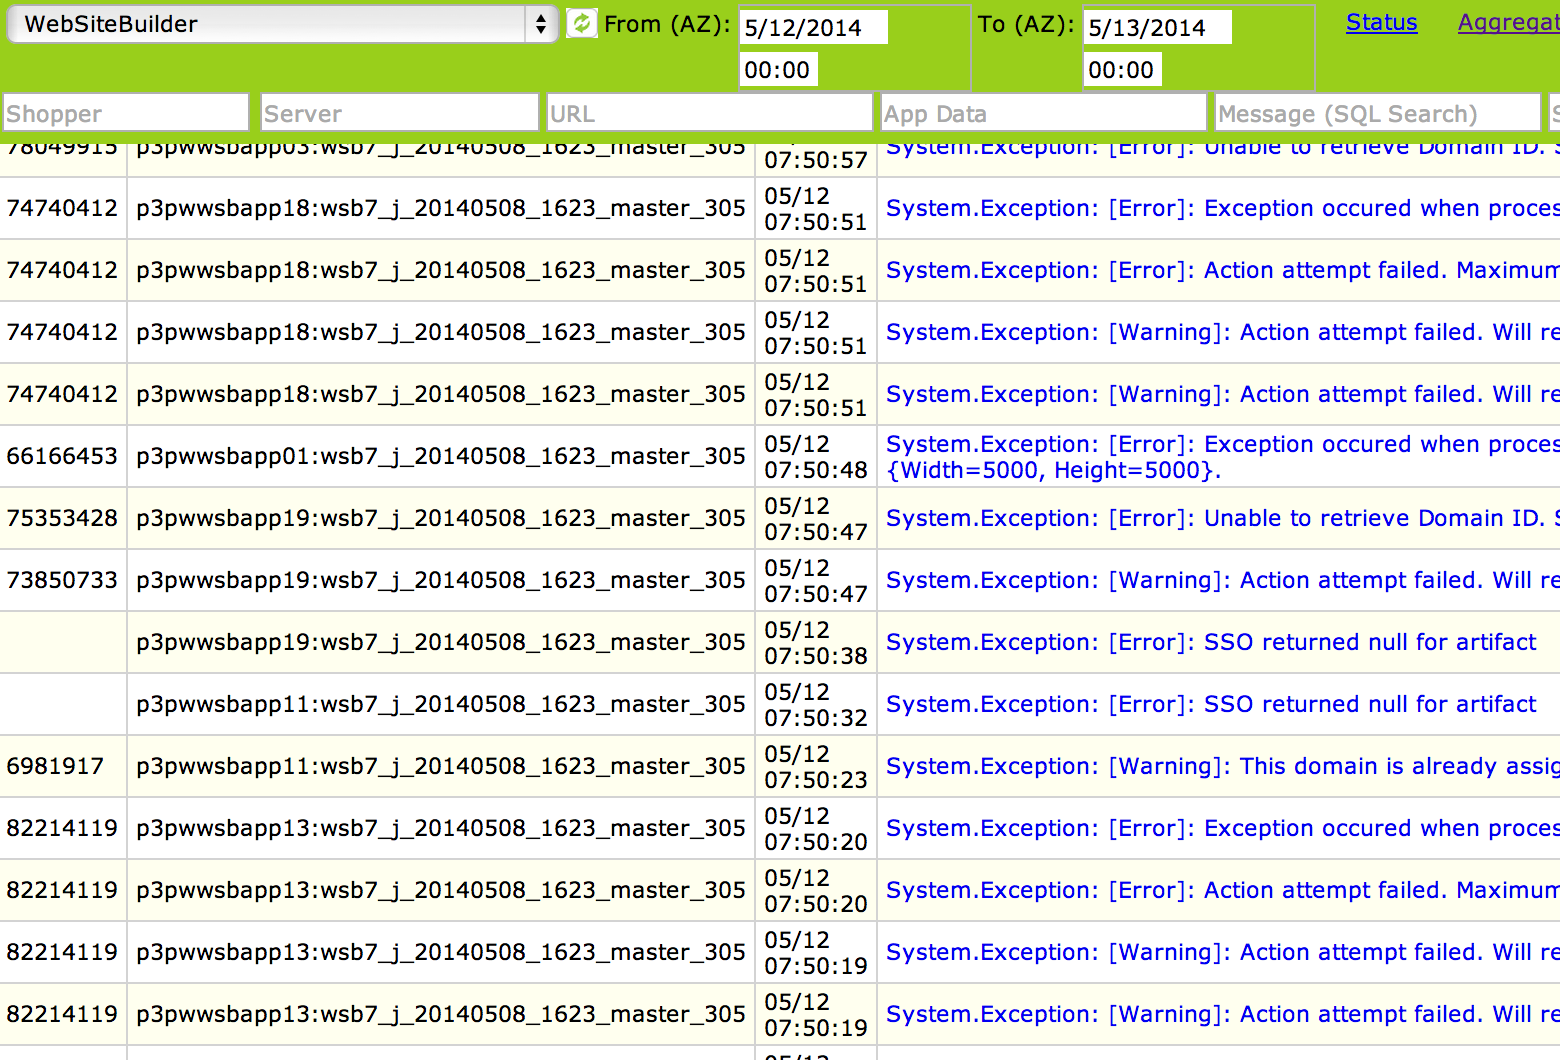 WebSiteBuilder From (AZ): 5/12/2014 To (AZ): 5/13/2014 Status Aggregat
00:00 00:00
Shopper Server URL App Data Message (SQL Search) S
78049915 p3pwwsbapp03:wsb7_j_20140508_1623_master_305 07:50:57 System.Exception: [Error]: Unable to retrieve Domain ID. S
74740412 p3pwwsbapp18:wsb7_j_20140508_1623_master_305 05/12 07:50:51 System.Exception: [Error]: Exception occured when proces
74740412 p3pwwsbapp18:wsb7_j_20140508_1623_master_305 05/12 07:50:51 System.Exception: [Error]: Action attempt failed. Maximum
74740412 p3pwwsbapp18:wsb7_j_20140508_1623_master_305 05/12 07:50:51 System.Exception: [Warning]: Action attempt failed. Will re
74740412 p3pwwsbapp18:wsb7_j_20140508_1623_master_305 05/12 07:50:51 System.Exception: [Warning]: Action attempt failed. Will re
66166453 p3pwwsbapp01:wsb7_j_20140508_1623_master_305 05/12 07:50:48 System.Exception: [Error]: Exception occured when proces
{Width=5000, Height=5000}.
75353428 p3pwwsbapp19:wsb7_j_20140508_1623_master_305 05/12 07:50:47 System.Exception: [Error]: Unable to retrieve Domain ID. S
73850733 p3pwwsbapp19:wsb7_j_20140508_1623_master_305 05/12 07:50:47 System.Exception: [Warning]: Action attempt failed. Will re
p3pwwsbapp19:wsb7_j_20140508_1623_master_305 05/12 07:50:38 System.Exception: [Error]: SSO returned null for artifact
p3pwwsbapp11:wsb7_j_20140508_1623_master_305 05/12 07:50:32 System.Exception: [Error]: SSO returned null for artifact
6981917 p3pwwsbapp11:wsb7_j_20140508_1623_master_305 05/12 07:50:23 System.Exception: [Warning]: This domain is already assig
82214119 p3pwwsbapp13:wsb7_j_20140508_1623_master_305 05/12 07:50:20 System.Exception: [Error]: Exception occured when proces
82214119 p3pwwsbapp13:wsb7_j_20140508_1623_master_305 05/12 07:50:20 System.Exception: [Error]: Action attempt failed. Maximum
82214119 p3pwwsbapp13:wsb7_j_20140508_1623_master_305 05/12 07:50:19 System.Exception: [Warning]: Action attempt failed. Will re
82214119 p3pwwsbapp13:wsb7_j_20140508_1623_master_305 05/12 07:50:19 System.Exception: [Warning]: Action attempt failed. Will re